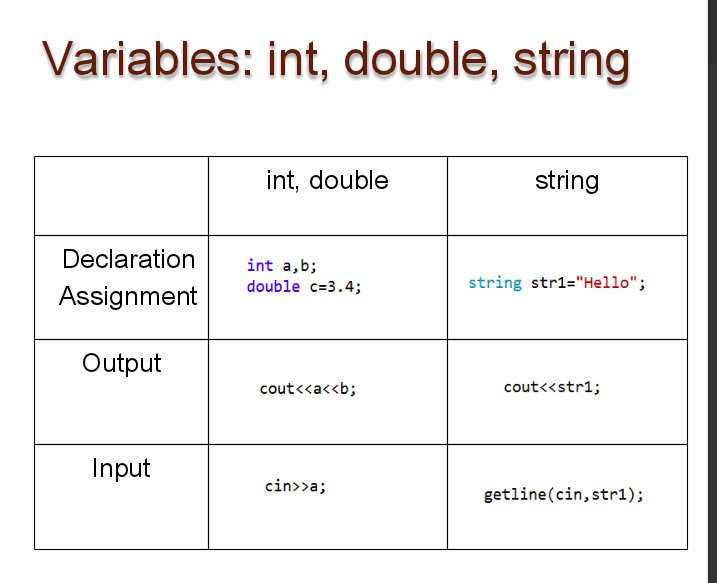 Variables: int, double, string
int, double
string
Declaration
Assignment
int a,b;
double c=3.4;
string str1="Hello";
Output
cout<<a<<b;
cout<<str1;
Input
cin>>a;
getline(cin,str1);